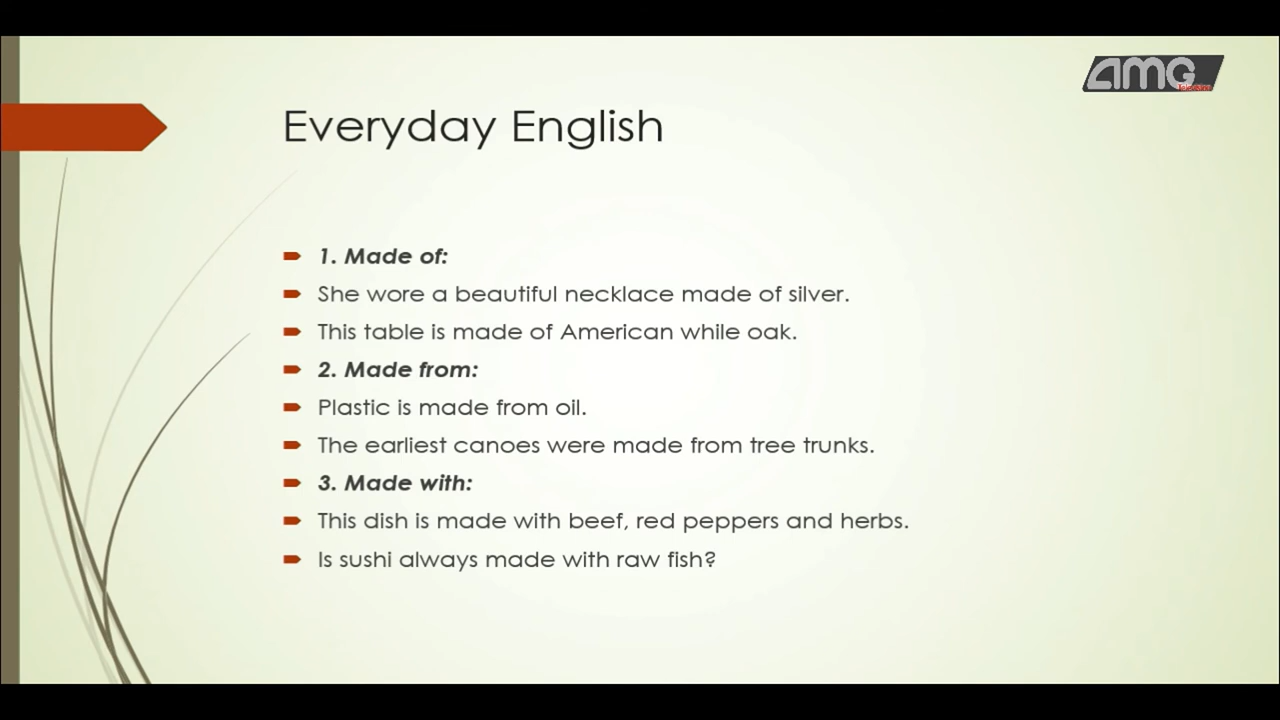 AMG
Television
Everyday English
1. Made of:
She wore a beautiful necklace made of silver.
This table is made of American while oak.
2. Made from:
Plastic is made from oil.
The earliest canoes were made from tree trunks.
3. Made with:
This dish is made with beef, red peppers and herbs.
Is sushi always made with raw fish?